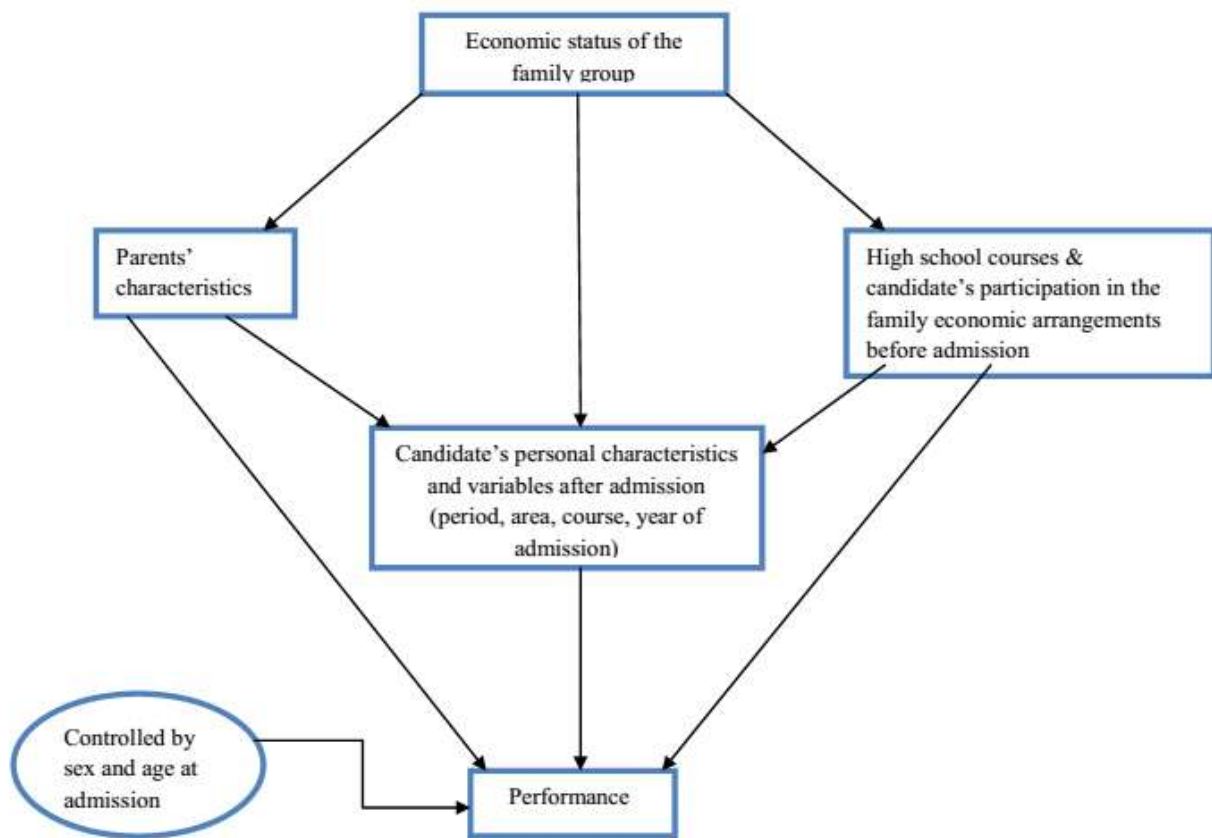 Economic status of the
family group
Parents’
characteristics
High school courses &
candidate’s participation in the
family economic arrangements
before admission
Candidate’s personal characteristics
and variables after admission
(period, area, course, year of
admission)
Controlled by
sex and age at
admission
Performance